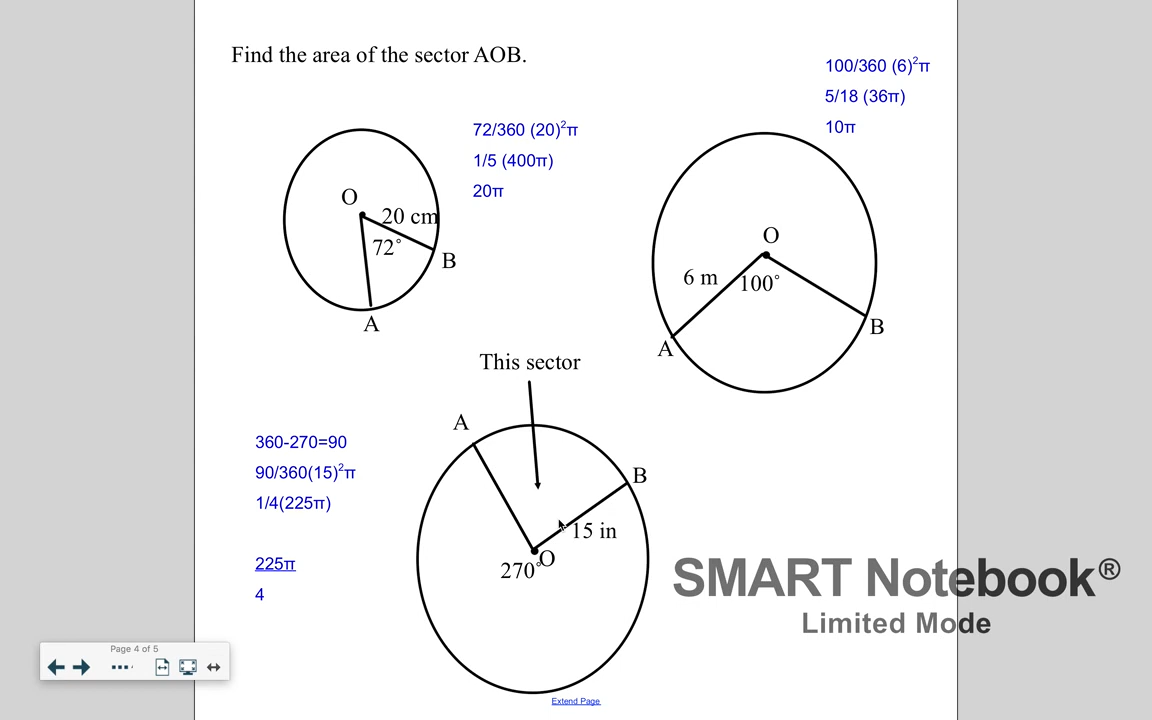 Find the area of the sector AOB.
100/360 (6)²π
5/18 (36π)
10π
72/360 (20)²π
1/5 (400π)
20π
O
20 cm
72°
B
A
O
6 m
100°
B
A
This sector
A
B
15 in
O
270°
360-270=90
90/360(15)²π
1/4(225π)
225π
4
SMART Notebook®
Limited Mode
Page 4 of 5
Extend Page